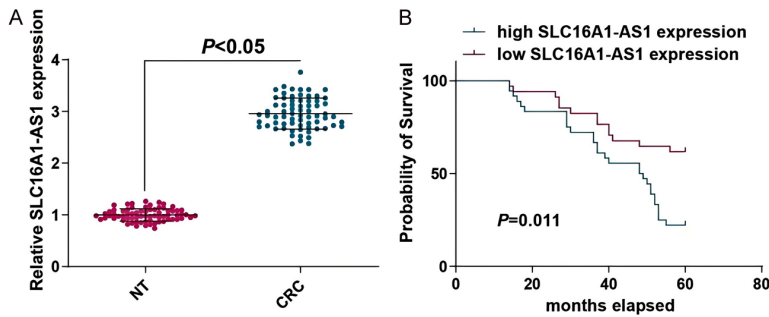 A
Relative SLC16A1-AS1 expression
4
3
2
1
0
P<0.05
NT
CRC
B
high SLC16A1-AS1 expression
low SLC16A1-AS1 expression
Probability of Survival
100
50
0
P=0.011
0
20
40
60
80
months elapsed